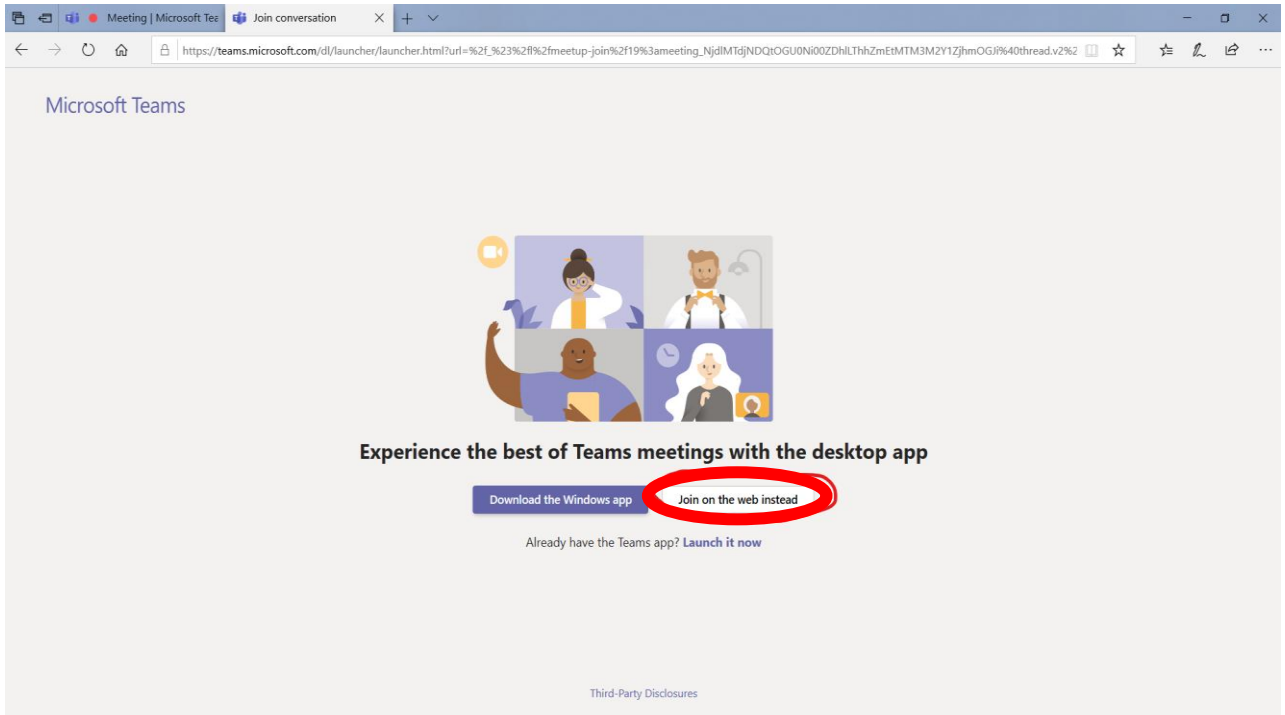 Meeting | Microsoft Tea
Join conversation
https://teams.microsoft.com/dl/launcher/launcher.html?url=%2f_%23%2fl%2fmeetup-join%2f19%3ameeting_NjdlMTdjNDQtOGU0Ni00ZDhlLThhZmEtMTM3M2Y1ZjhmOGJi%40thread.v2%2
Microsoft Teams
Experience the best of Teams meetings with the desktop app
Download the Windows app
Join on the web instead
Already have the Teams app? Launch it now
Third-Party Disclosures